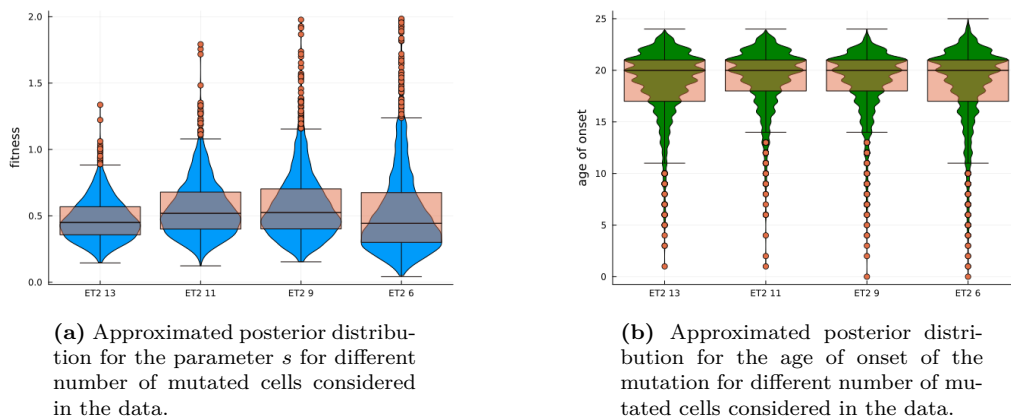 2.0
1.5
1.0
0.5
0.0
fitness
ET2 13
ET2 11
ET2 9
ET2 6
(a) Approximated posterior distribu-
tion for the parameter s for different
number of mutated cells considered
in the data.
25
20
15
10
5
0
age of onset
ET2 13
ET2 11
ET2 9
ET2 6
(b) Approximated posterior distri-
bution for the age of onset of the
mutation for different number of mu-
tated cells considered in the data.